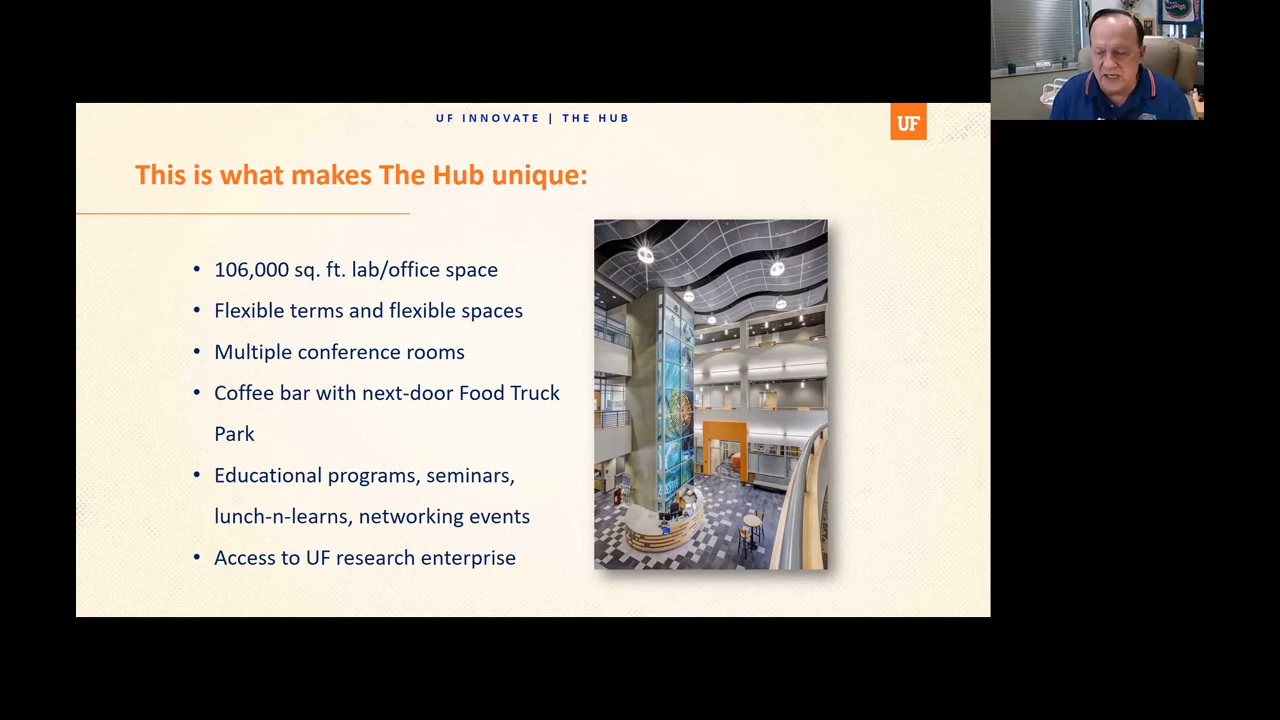 UF INNOVATE | THE HUB
UF
This is what makes The Hub unique:
• 106,000 sq. ft. lab/office space
• Flexible terms and flexible spaces
• Multiple conference rooms
• Coffee bar with next-door Food Truck
Park
• Educational programs, seminars,
lunch-n-learns, networking events
• Access to UF research enterprise